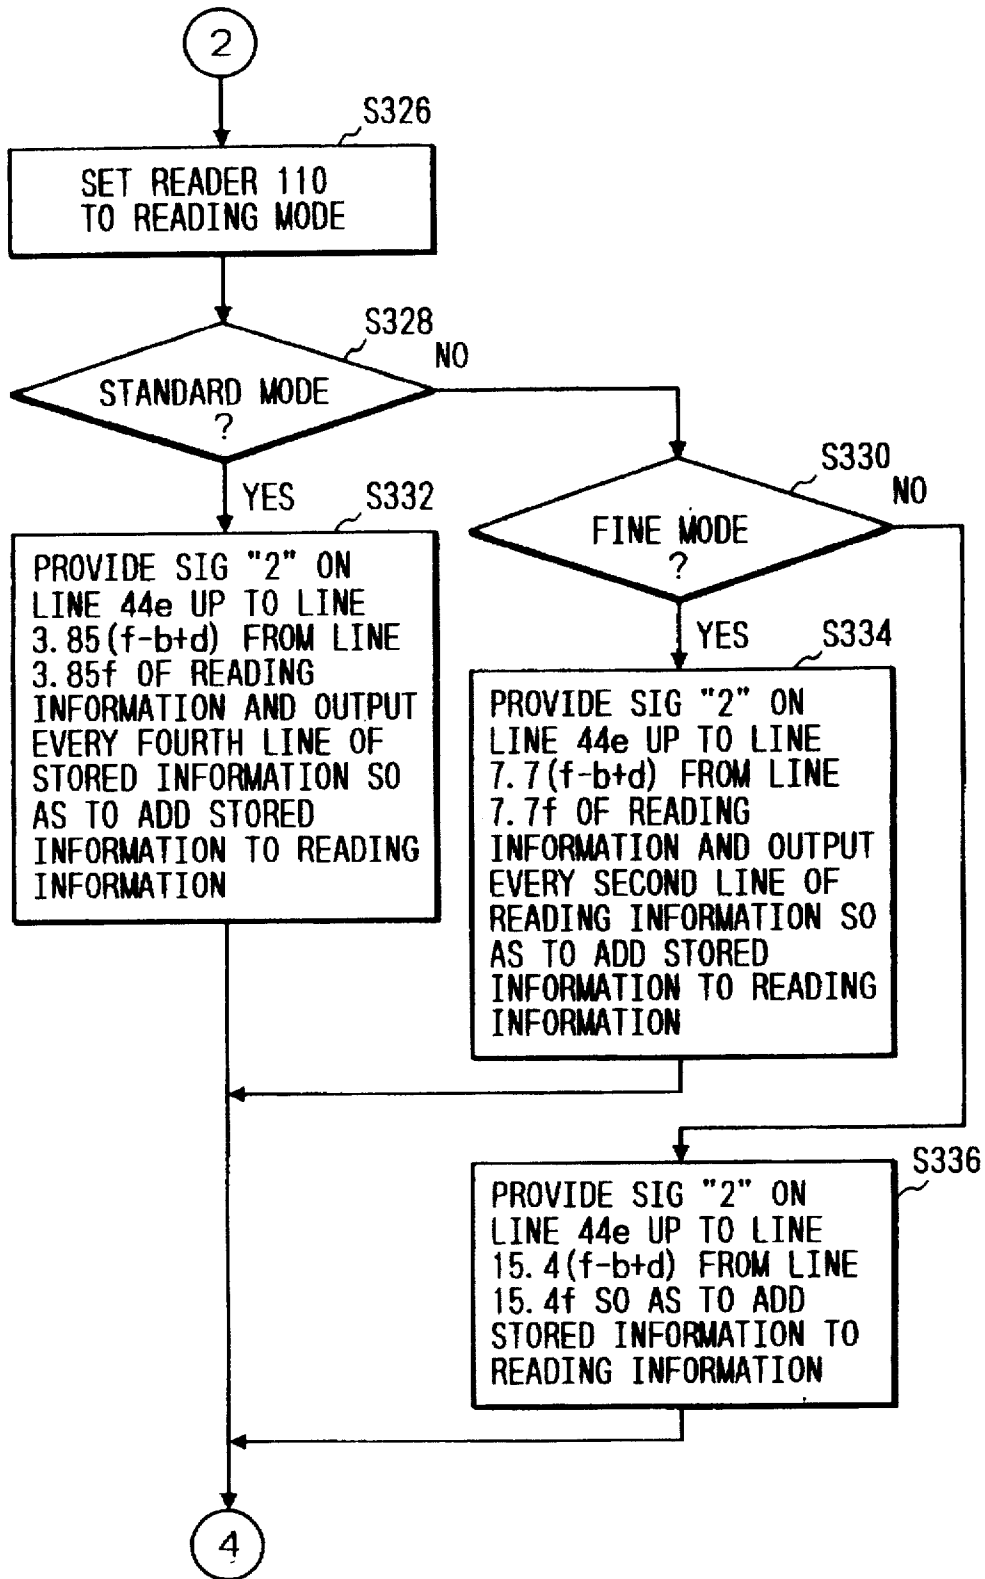 2
S326
SET READER 110
TO READING MODE
S328
NO
STANDARD MODE
?
YES
S330
NO
FINE MODE
?
YES
S332
PROVIDE SIG "2" ON
LINE 44e UP TO LINE
3.85(f-b+d) FROM LINE
3.85f OF READING
INFORMATION AND OUTPUT
EVERY FOURTH LINE OF
STORED INFORMATION SO
AS TO ADD STORED
INFORMATION TO READING
INFORMATION
S334
PROVIDE SIG "2" ON
LINE 44e UP TO LINE
7.7(f-b+d) FROM LINE
7.7f OF READING
INFORMATION AND OUTPUT
EVERY SECOND LINE OF
READING INFORMATION SO
AS TO ADD STORED
INFORMATION TO READING
INFORMATION
S336
PROVIDE SIG "2" ON
LINE 44e UP TO LINE
15.4(f-b+d) FROM LINE
15.4f SO AS TO ADD
STORED INFORMATION TO
READING INFORMATION
4